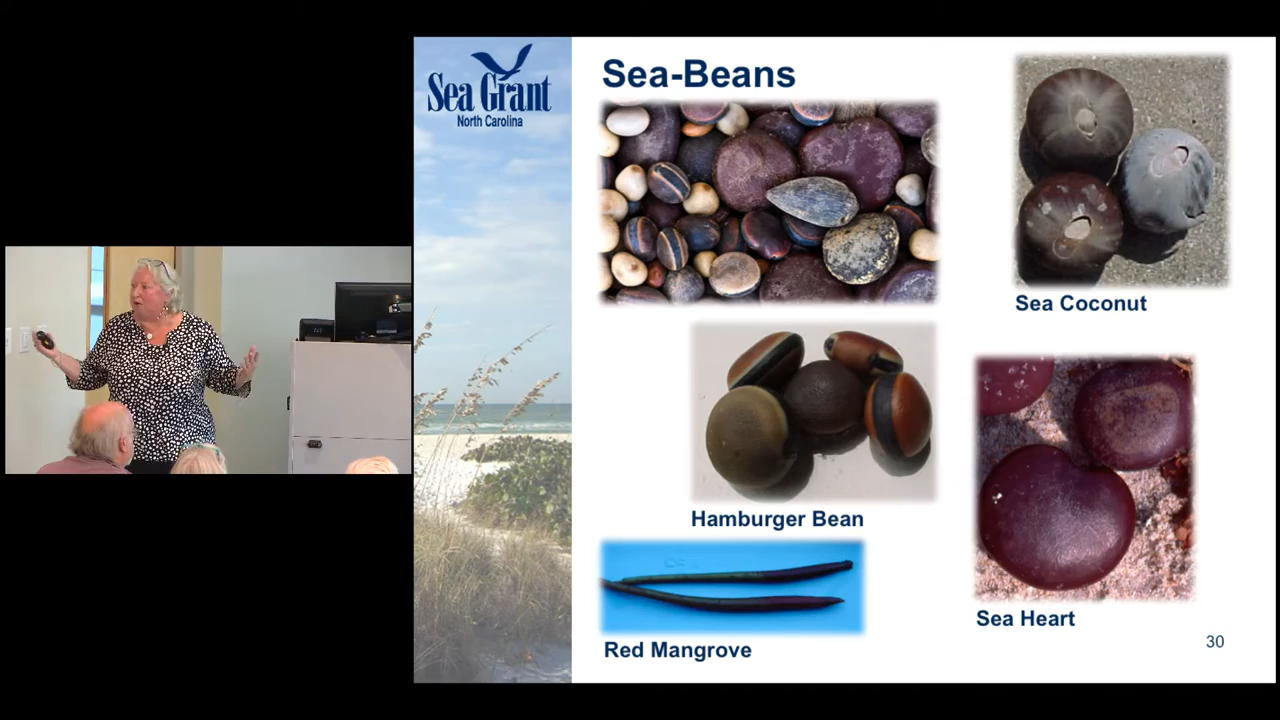 Sea Grant
North Carolina
Sea-Beans
Sea Coconut
Hamburger Bean
Sea Heart
Red Mangrove
30